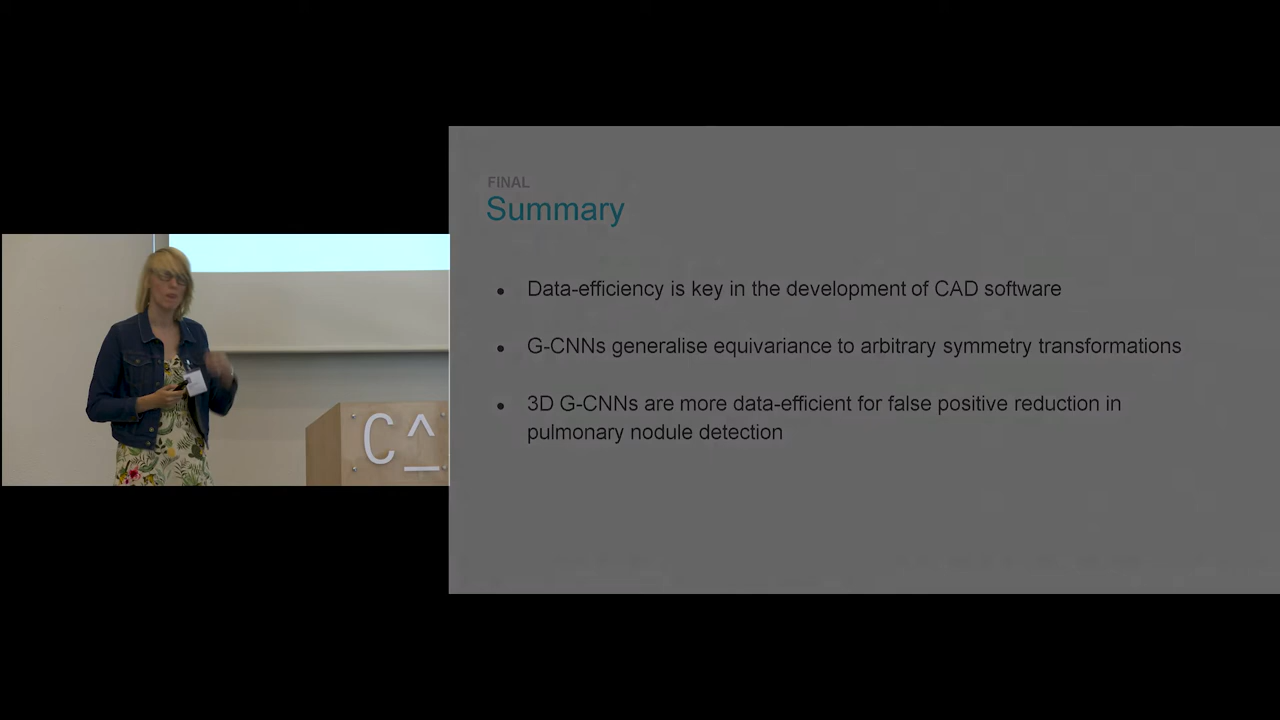 FINAL
Summary
• Data-efficiency is key in the development of CAD software
• G-CNNs generalise equivariance to arbitrary symmetry transformations
• 3D G-CNNs are more data-efficient for false positive reduction in
pulmonary nodule detection
C^_